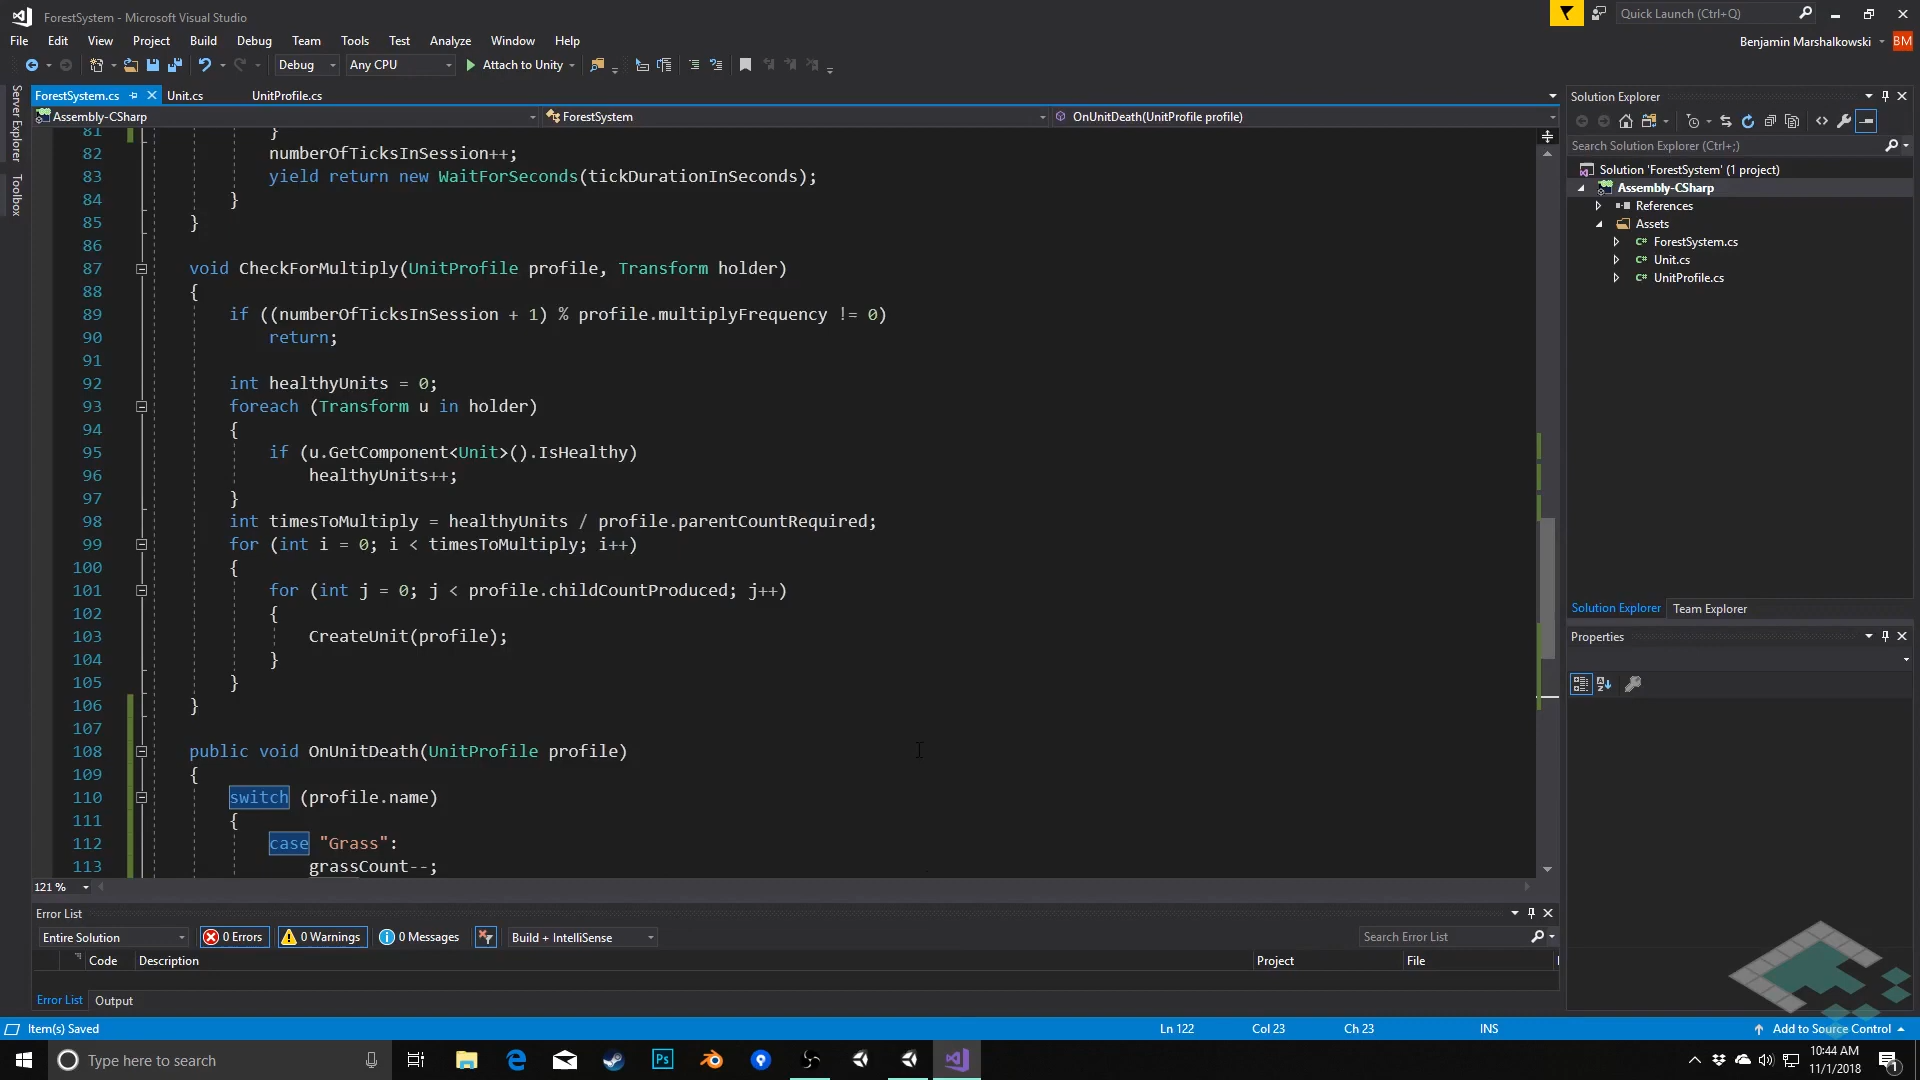 ForestSystem - Microsoft Visual Studio
Quick Launch (Ctrl+Q)
File Edit View Project Build Debug Team Tools Test Analyze Window Help
Benjamin Marshalkowski BM
Debug Any CPU Attach to Unity
Server Explorer
Toolbox
ForestSystem.cs Unit.cs UnitProfile.cs
Assembly-CSharp ForestSystem OnUnitDeath(UnitProfile profile)
81 }
82 numberOfTicksInSession++;
83 yield return new WaitForSeconds(tickDurationInSeconds);
84 }
85 }
86
87 void CheckForMultiply(UnitProfile profile, Transform holder)
88 {
89 if ((numberOfTicksInSession + 1) % profile.multiplyFrequency != 0)
90 return;
91
92 int healthyUnits = 0;
93 foreach (Transform u in holder)
94 {
95 if (u.GetComponent<Unit>().IsHealthy)
96 healthyUnits++;
97 }
98 int timesToMultiply = healthyUnits / profile.parentCountRequired;
99 for (int i = 0; i < timesToMultiply; i++)
100 {
101 for (int j = 0; j < profile.childCountProduced; j++)
102 {
103 CreateUnit(profile);
104 }
105 }
106 }
107
108 public void OnUnitDeath(UnitProfile profile)
109 {
110 switch (profile.name)
111 {
112 case "Grass":
113 grassCount--;
121 %
Solution Explorer
Search Solution Explorer (Ctrl+;)
Solution 'ForestSystem' (1 project)
Assembly-CSharp
References
Assets
C# ForestSystem.cs
C# Unit.cs
C# UnitProfile.cs
Solution Explorer Team Explorer
Properties
Error List
Entire Solution 0 Errors 0 Warnings 0 Messages Build + IntelliSense Search Error List
Code Description Project File
Error List Output
Item(s) Saved Ln 122 Col 23 Ch 23 INS Add to Source Control
Type here to search
Ps
10:44 AM
11/1/2018
1